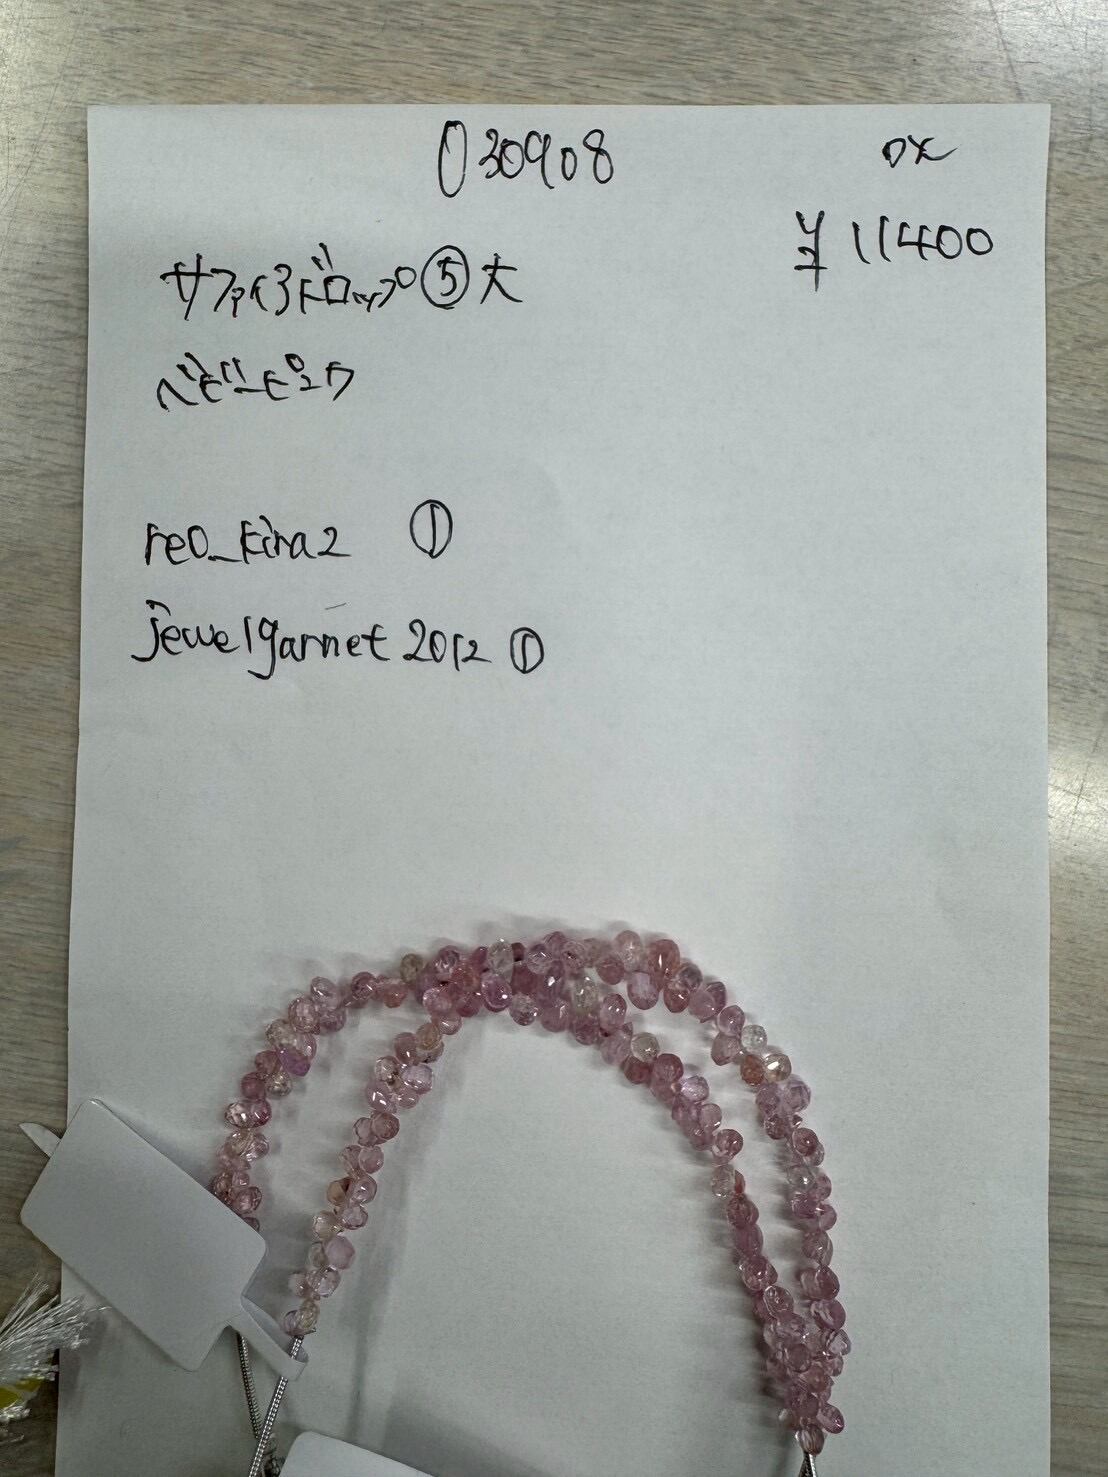 030908
ox
¥11400
サファイヤドロップ⑤大
ベビーピンク
reo_kira2 ①
jewelgarnet2012 ①